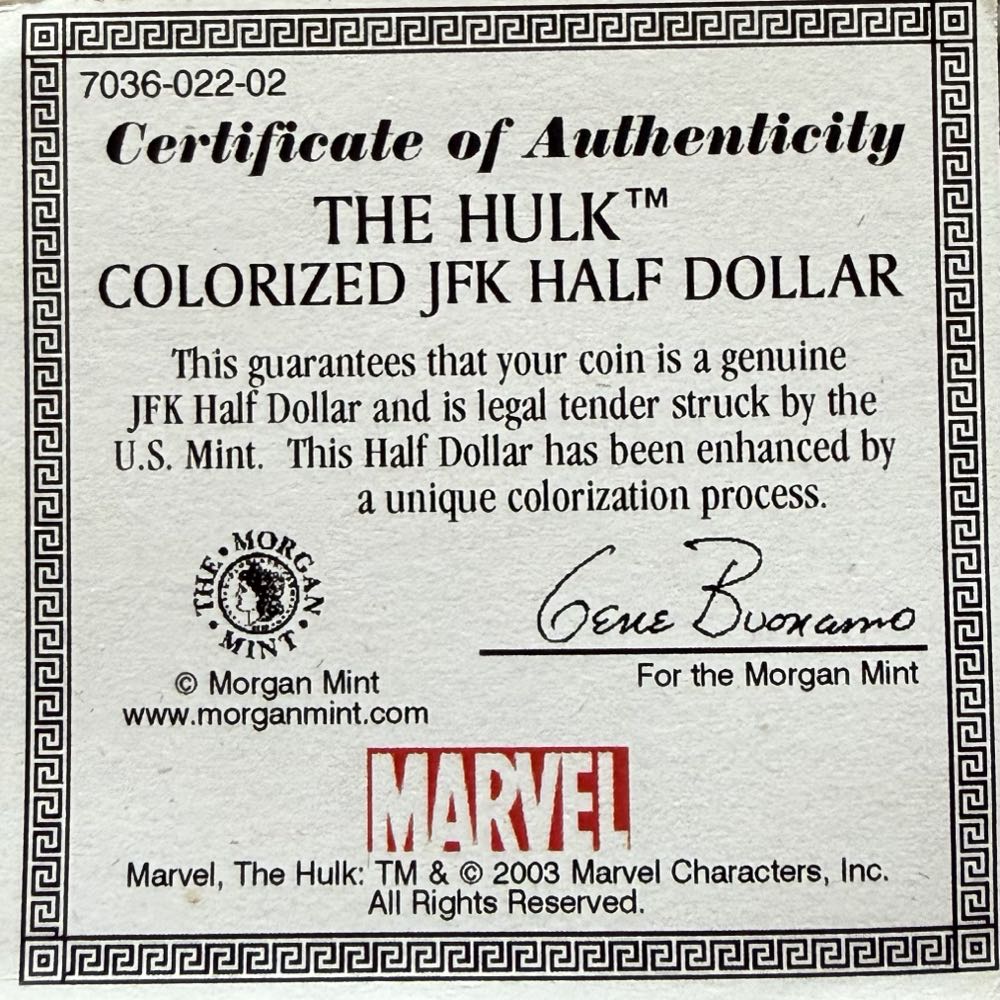 7036-022-02
Certificate of Authenticity
THE HULK™
COLORIZED JFK HALF DOLLAR
This guarantees that your coin is a genuine
JFK Half Dollar and is legal tender struck by the
U.S. Mint. This Half Dollar has been enhanced by
a unique colorization process.
THE • MORGAN • MINT •
Gene Buonamo
© Morgan Mint
For the Morgan Mint
www.morganmint.com
MARVEL
Marvel, The Hulk: TM & © 2003 Marvel Characters, Inc.
All Rights Reserved.